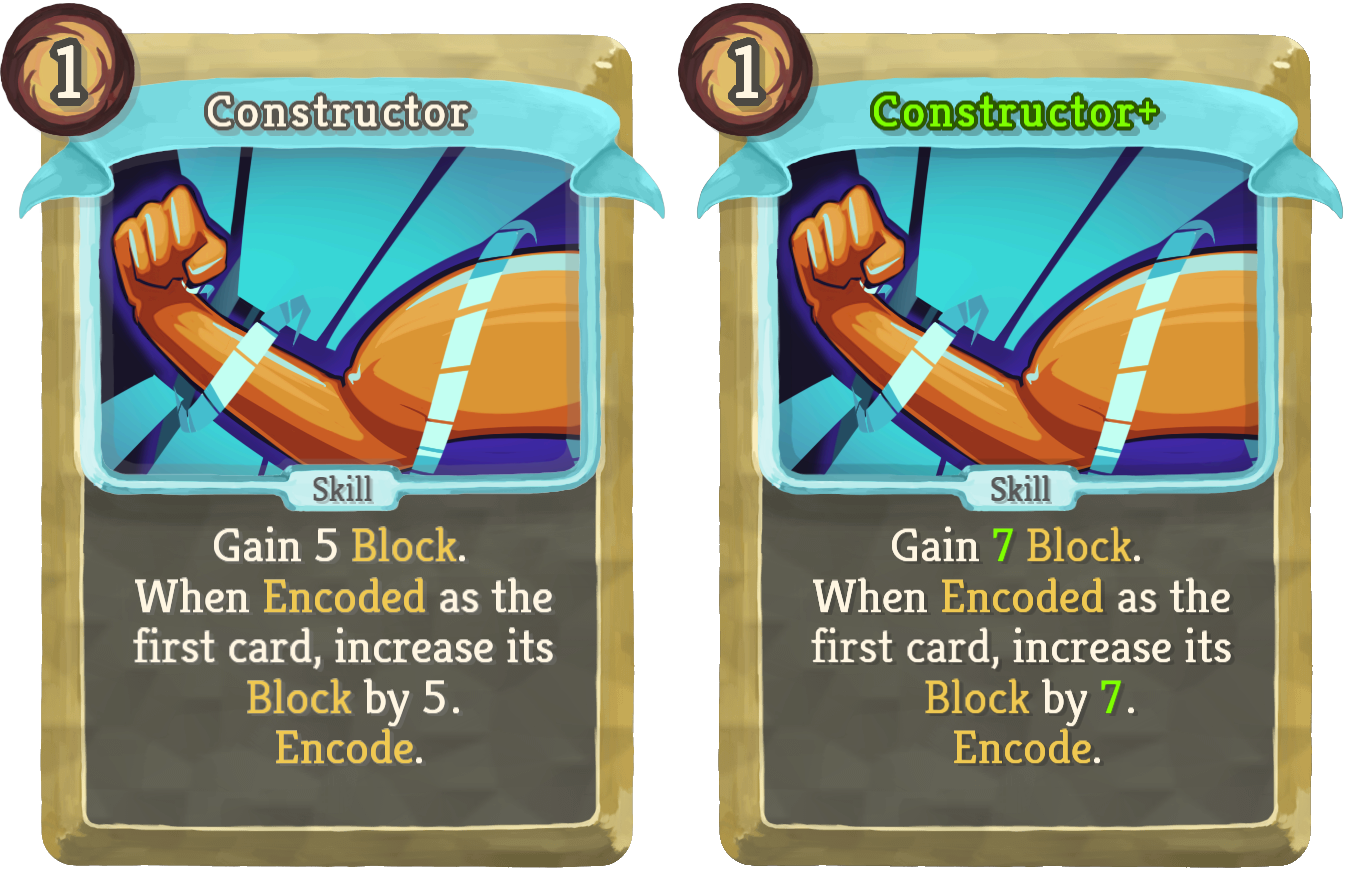 1
Constructor
Skill
Gain 5 Block.
When Encoded as the
first card, increase its
Block by 5.
Encode.
1
Constructor+
Skill
Gain 7 Block.
When Encoded as the
first card, increase its
Block by 7.
Encode.